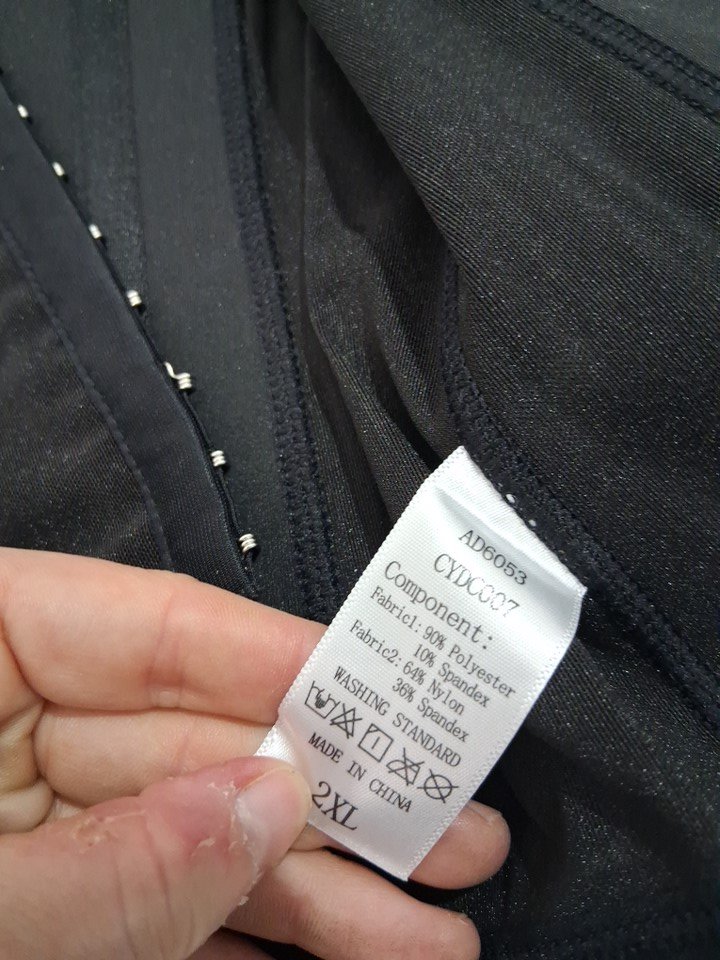 AD6053
CYDC007
Component:
Fabric1: 90% Polyester
10% Spandex
Fabric2: 64% Nylon
36% Spandex
WASHING STANDARD
MADE IN CHINA
2XL